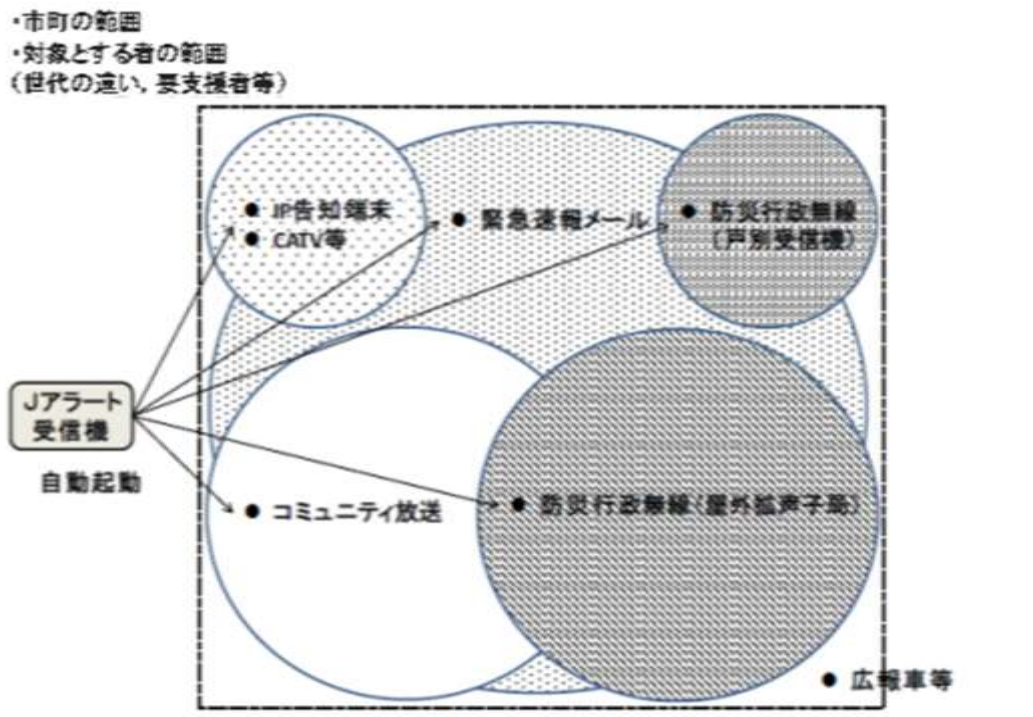 ・市町の範囲
・対象とする者の範囲
（世代の違い，要支援者等）
● IP告知端末
● CATV等
● 緊急速報メール
● 防災行政無線
（戸別受信機）
Jアラート
受信機
自動起動
● コミュニティ放送
● 防災行政無線（屋外拡声子局）
● 広報車等